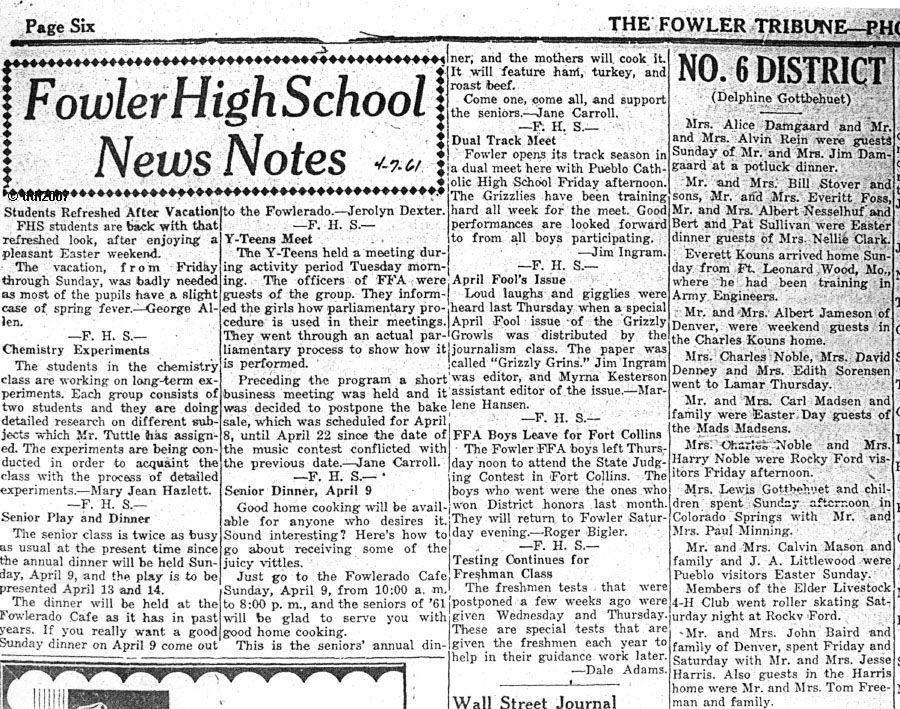 Page Six
THE FOWLER TRIBUNE—PHO
Fowler High School
News Notes
4-7-61
Students Refreshed After Vacation
FHS students are back with that
refreshed look, after enjoying a
pleasant Easter weekend.
The vacation, from Friday
through Sunday, was badly needed
as most of the pupils have a slight
case of spring fever.—George Al-
len.
—F. H. S.—
Chemistry Experiments
The students in the chemistry
class are working on long-term ex-
periments. Each group consists of
two students and they are doing
detailed research on different sub-
jects which Mr. Tuttle has assign-
ed. The experiments are being con-
ducted in order to acquaint the
class with the process of detailed
experiments.—Mary Jean Hazlett.
—F. H. S.—
Senior Play and Dinner
The senior class is twice as busy
as usual at the present time since
the annual dinner will be held Sun-
day, April 9, and the play is to be
presented April 13 and 14.
The dinner will be held at the
Fowlerado Cafe as it has in past
years. If you really want a good
Sunday dinner on April 9 come out
to the Fowlerado.—Jerolyn Dexter.
—F. H. S.—
Y-Teens Meet
The Y-Teens held a meeting dur-
ing activity period Tuesday morn-
ing. The officers of FFA were
guests of the group. They inform-
ed the girls how parliamentary pro-
cedure is used in their meetings.
They went through an actual par-
liamentary process to show how it
is performed.
Preceding the program a short
business meeting was held and it
was decided to postpone the bake
sale, which was scheduled for April
8, until April 22 since the date of
the music contest conflicted with
the previous date.—Jane Carroll.
—F. H. S.—
Senior Dinner, April 9
Good home cooking will be avail-
able for anyone who desires it.
Sound interesting? Here's how to
go about receiving some of the
juicy vittles.
Just go to the Fowlerado Cafe
Sunday, April 9, from 10:00 a. m.
to 8:00 p. m., and the seniors of '61
will be glad to serve you with
good home cooking.
This is the seniors' annual din-
ner, and the mothers will cook it.
It will feature ham, turkey, and
roast beef.
Come one, come all, and support
the seniors.—Jane Carroll.
—F. H. S.—
Dual Track Meet
Fowler opens its track season in
a dual meet here with Pueblo Cath-
olic High School Friday afternoon.
The Grizzlies have been training
hard all week for the meet. Good
performances are looked forward
to from all boys participating.
—Jim Ingram.
—F. H. S.—
April Fool's Issue
Loud laughs and gigglies were
heard last Thursday when a special
April Fool issue of the Grizzly
Growls was distributed by the
journalism class. The paper was
called "Grizzly Grins." Jim Ingram
was editor, and Myrna Kesterson
assistant editor of the issue.—Mar-
lene Hansen.
—F. H. S.—
FFA Boys Leave for Fort Collins
The Fowler FFA boys left Thurs-
day noon to attend the State Judg-
ing Contest in Fort Collins. The
boys who went were the ones who
won District honors last month.
They will return to Fowler Satur-
day evening.—Roger Bigler.
—F. H. S.—
Testing Continues for
Freshman Class
The freshmen tests that were
postponed a few weeks ago were
given Wednesday and Thursday.
These are special tests that are
given the freshmen each year to
help in their guidance work later.
—Dale Adams.
Wall Street Journal
NO. 6 DISTRICT
(Delphine Gottbehuet)
Mrs. Alice Damgaard and Mr.
and Mrs. Alvin Rein were guests
Sunday of Mr. and Mrs. Jim Dam-
gaard at a potluck dinner.
Mr. and Mrs. Bill Stover and
sons, Mr. and Mrs. Everitt Foss,
Mr. and Mrs. Albert Nesselhuf and
Bert and Pat Sullivan were Easter
dinner guests of Mrs. Nellie Clark.
Everett Kouns arrived home Sun-
day from Ft. Leonard Wood, Mo.,
where he had been training in
Army Engineers.
Mr. and Mrs. Albert Jameson of
Denver, were weekend guests in
the Charles Kouns home.
Mrs. Charles Noble, Mrs. David
Denney and Mrs. Edith Sorensen
went to Lamar Thursday.
Mr. and Mrs. Carl Madsen and
family were Easter Day guests of
the Mads Madsens.
Mrs. Charles Noble and Mrs.
Harry Noble were Rocky Ford vis-
itors Friday afternoon.
Mrs. Lewis Gottbehuet and chil-
dren spent Sunday afternoon in
Colorado Springs with Mr. and
Mrs. Paul Minning.
Mr. and Mrs. Calvin Mason and
family and J. A. Littlewood were
Pueblo visitors Easter Sunday.
Members of the Elder Livestock
4-H Club went roller skating Sat-
urday night at Rocky Ford.
Mr. and Mrs. John Baird and
family of Denver, spent Friday and
Saturday with Mr. and Mrs. Jesse
Harris. Also guests in the Harris
home were Mr. and Mrs. Tom Free-
man and family.